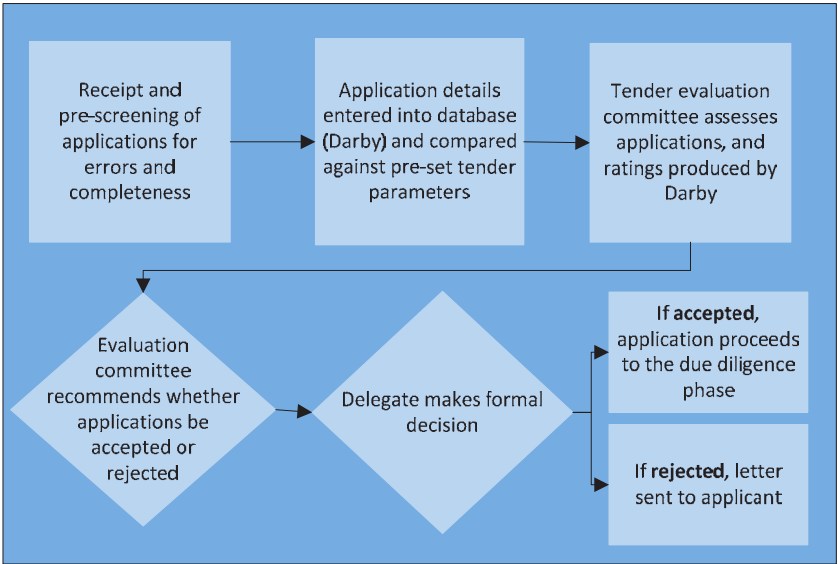 Receipt and
pre-screening of
applications for
errors and
completeness
Application details
entered into database
(Darby) and compared
against pre-set tender
parameters
Tender evaluation
committee assesses
applications, and
ratings produced by
Darby
Evaluation
committee
recommends whether
applications be
accepted or
rejected
Delegate makes formal
decision
If accepted,
application proceeds
to the due diligence
phase
If rejected, letter
sent to applicant